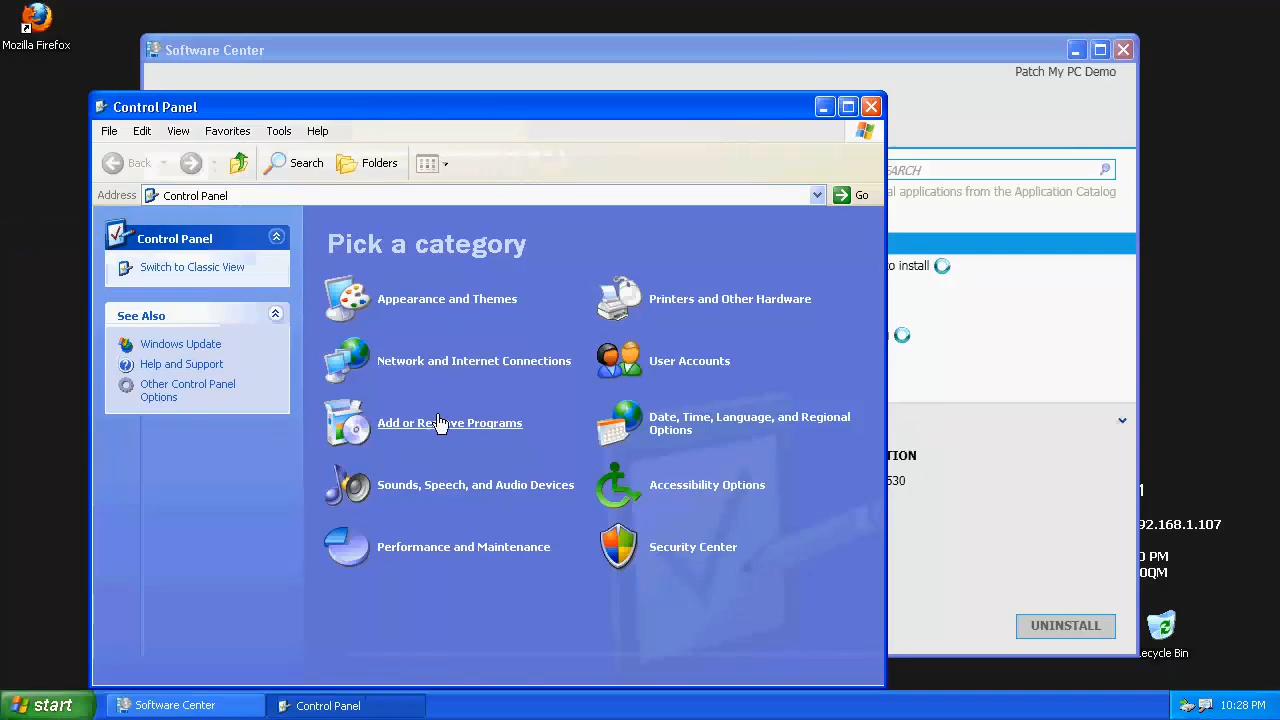 Mozilla Firefox
Software Center
Patch My PC Demo
Control Panel
File Edit View Favorites Tools Help
Back Search Folders
Address Control Panel Go
SEARCH
al applications from the Application Catalog
Control Panel
Switch to Classic View
See Also
Windows Update
Help and Support
Other Control Panel
Options
Pick a category
Appearance and Themes
Printers and Other Hardware
Network and Internet Connections
User Accounts
Add or Remove Programs
Date, Time, Language, and Regional
Options
Sounds, Speech, and Audio Devices
Accessibility Options
Performance and Maintenance
Security Center
o install
TION
530
92.168.1.107
PM
0QM
UNINSTALL
ecycle Bin
start Software Center Control Panel 10:28 PM